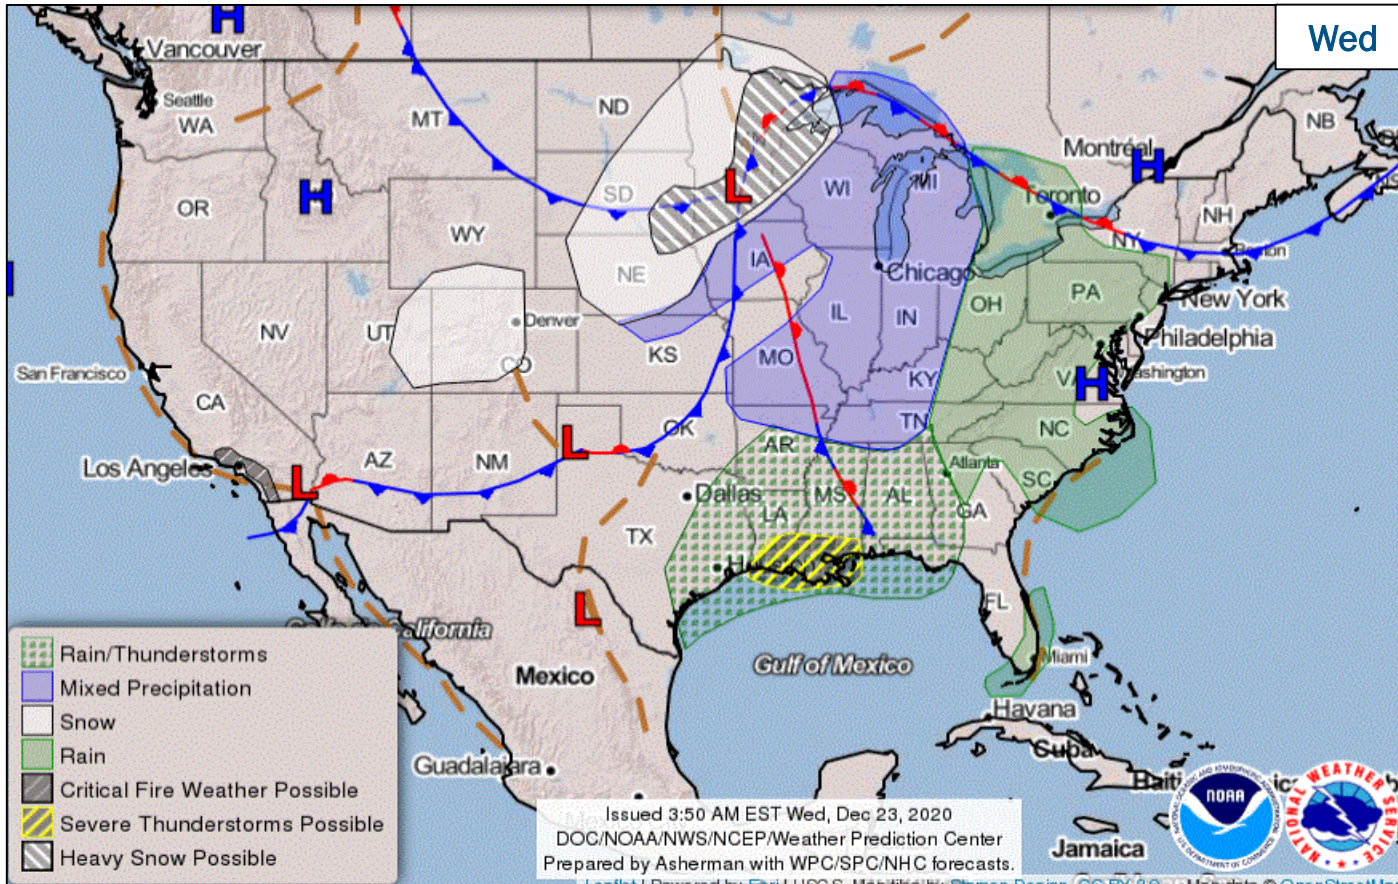 Wed
H
Vancouver
Seattle
WA
MT
ND
NB
Montréal
H
H
OR
SD
L
WI
MI
Toronto
NH
NY
WY
NE
IA
Chicago
OH
PA
New York
NV
UT
Denver
IL
IN
Philadelphia
San Francisco
CO
KS
MO
KY
VA
H
Washington
CA
OK
TN
NC
Los Angeles
L
AZ
NM
L
AR
Atlanta
SC
Dallas
LA
MS
AL
GA
TX
FL
L
Miami
Mexico
Gulf of Mexico
Havana
Cuba
Guadalajara
Jamaica
Rain/Thunderstorms
Mixed Precipitation
Snow
Rain
Critical Fire Weather Possible
Severe Thunderstorms Possible
Heavy Snow Possible
Issued 3:50 AM EST Wed, Dec 23, 2020
DOC/NOAA/NWS/NCEP/Weather Prediction Center
Prepared by Asherman with WPC/SPC/NHC forecasts.
NOAA
NATIONAL WEATHER SERVICE